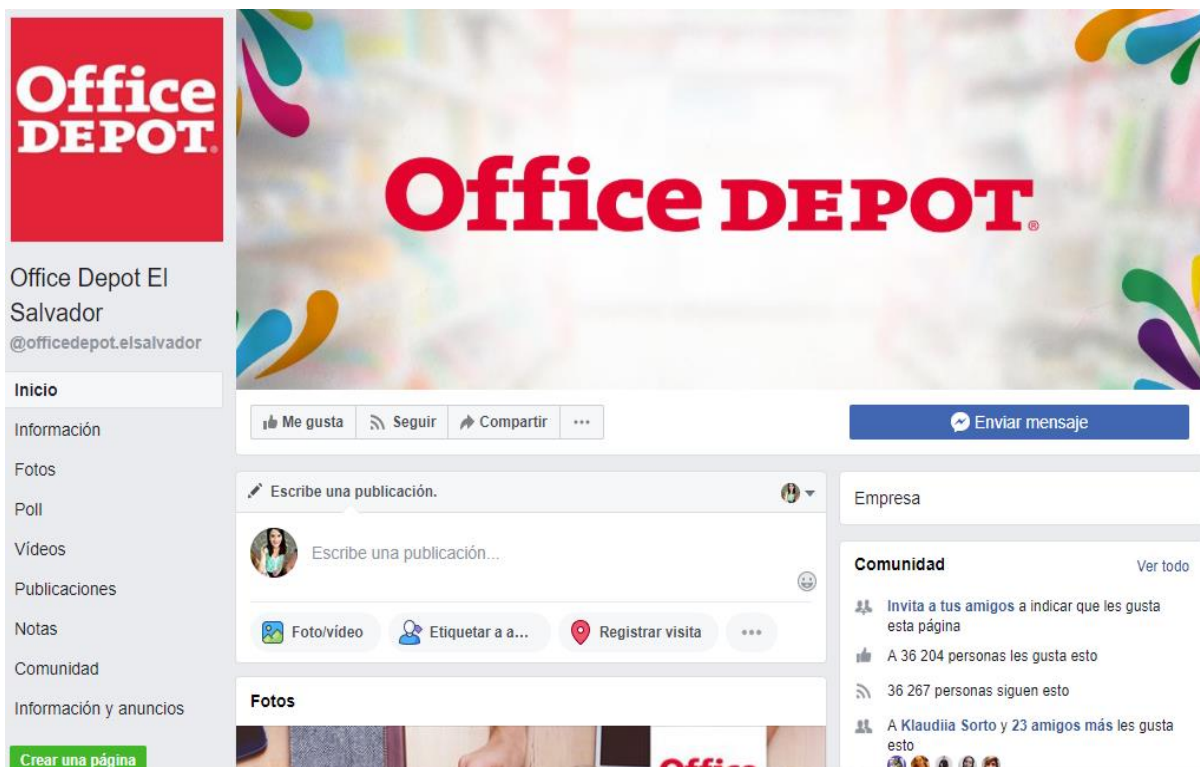 Office
DEPOT.
Office Depot El
Salvador
@officedepot.elsalvador
Inicio
Información
Fotos
Poll
Vídeos
Publicaciones
Notas
Comunidad
Información y anuncios
Crear una página
Office DEPOT.®
Me gusta
Seguir
Compartir
...
Enviar mensaje
Escribe una publicación.
Escribe una publicación...
Foto/vídeo
Etiquetar a a...
Registrar visita
...
Fotos
Office
Empresa
Comunidad
Ver todo
Invita a tus amigos a indicar que les gusta
esta página
A 36 204 personas les gusta esto
36 267 personas siguen esto
A Klaudiia Sorto y 23 amigos más les gusta
esto